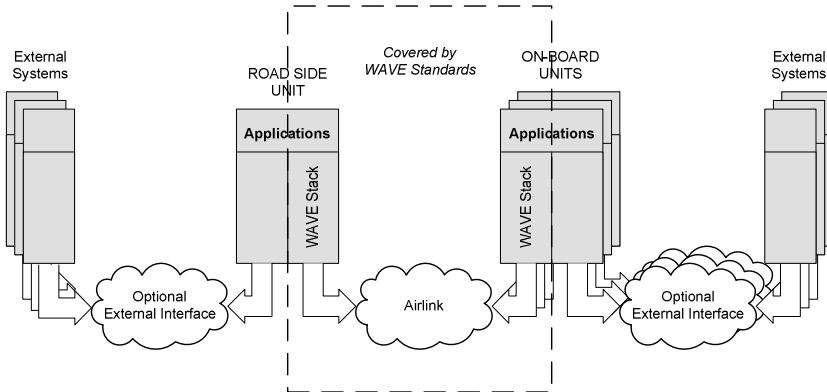 External
Systems
ROAD SIDE
UNIT
Covered by
WAVE Standards
ON-BOARD
UNITS
External
Systems
Applications
Applications
WAVE Stack
WAVE Stack
Optional
External Interface
Airlink
Optional
External Interface